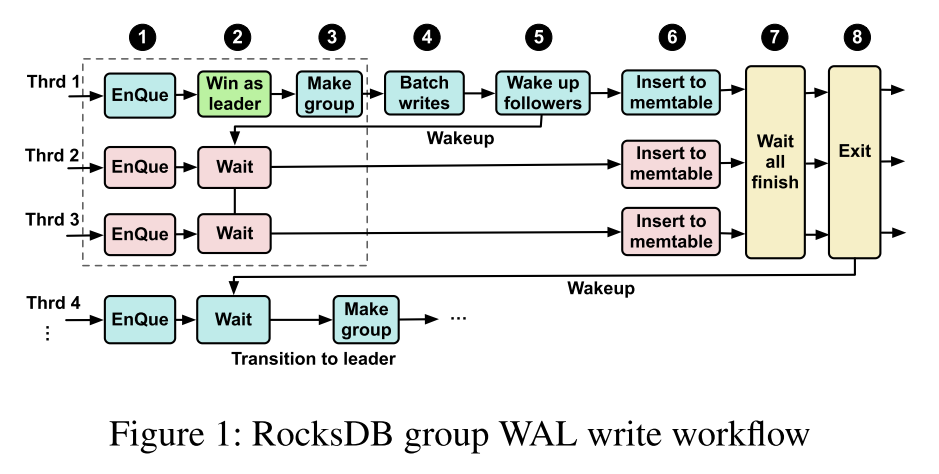 1 2 3 4 5 6 7 8
Thrd 1
EnQue
Win as
leader
Make
group
Batch
writes
Wake up
followers
Insert to
memtable
Wakeup
Thrd 2
EnQue
Wait
Insert to
memtable
Wait
all
finish
Exit
Thrd 3
EnQue
Wait
Insert to
memtable
Wakeup
Thrd 4
EnQue
Wait
Make
group
...
⋮
Transition to leader
Figure 1: RocksDB group WAL write workflow